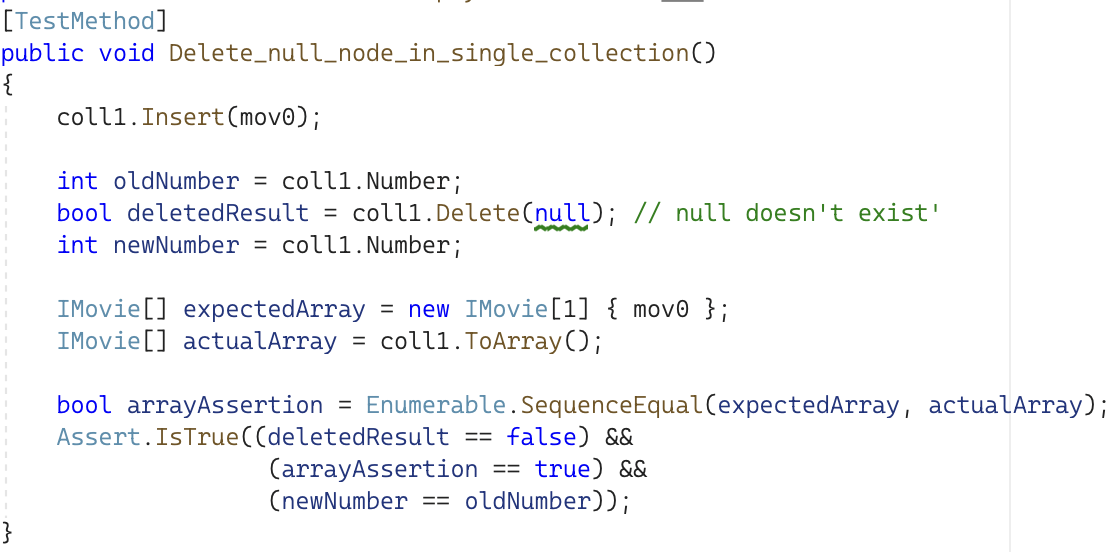 [TestMethod]
public void Delete_null_node_in_single_collection()
{
    coll1.Insert(mov0);

    int oldNumber = coll1.Number;
    bool deletedResult = coll1.Delete(null); // null doesn't exist'
    int newNumber = coll1.Number;

    IMovie[] expectedArray = new IMovie[1] { mov0 };
    IMovie[] actualArray = coll1.ToArray();

    bool arrayAssertion = Enumerable.SequenceEqual(expectedArray, actualArray);
    Assert.IsTrue((deletedResult == false) &&
                   (arrayAssertion == true) &&
                   (newNumber == oldNumber));
}